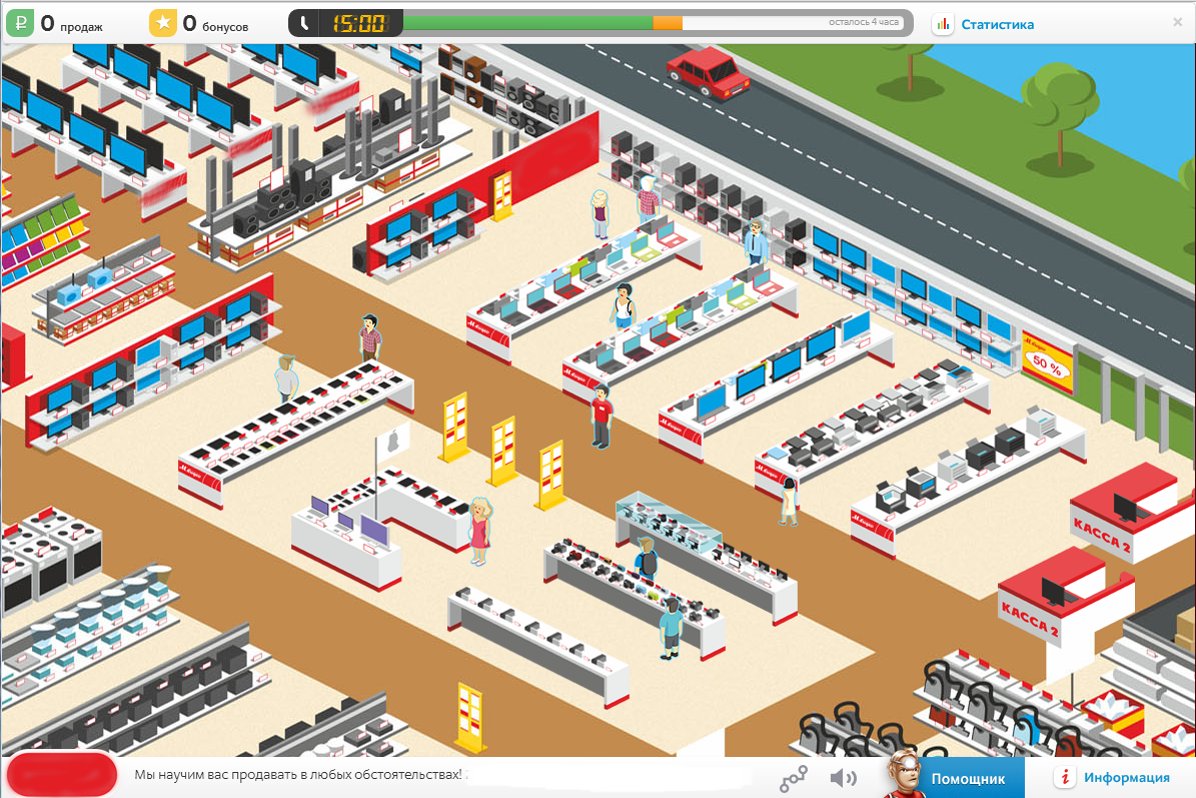 0 продаж
0 бонусов
15:00
осталось 4 часа
Статистика
50 %
КАССА 2
КАССА 2
Мы научим вас продавать в любых обстоятельствах!
Помощник
Информация